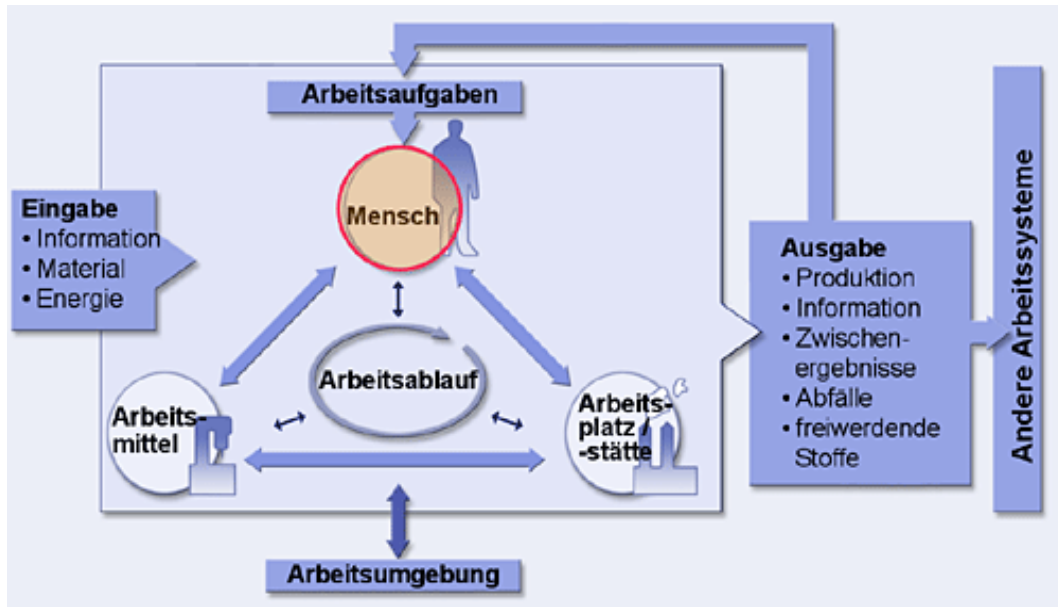 Arbeitsaufgaben
Mensch
Eingabe
• Information
• Material
• Energie
Arbeitsablauf
Arbeits-
mittel
Arbeits-
platz /
-stätte
Arbeitsumgebung
Ausgabe
• Produktion
• Information
• Zwischen-
ergebnisse
• Abfälle
• freiwerdende
Stoffe
Andere Arbeitssysteme